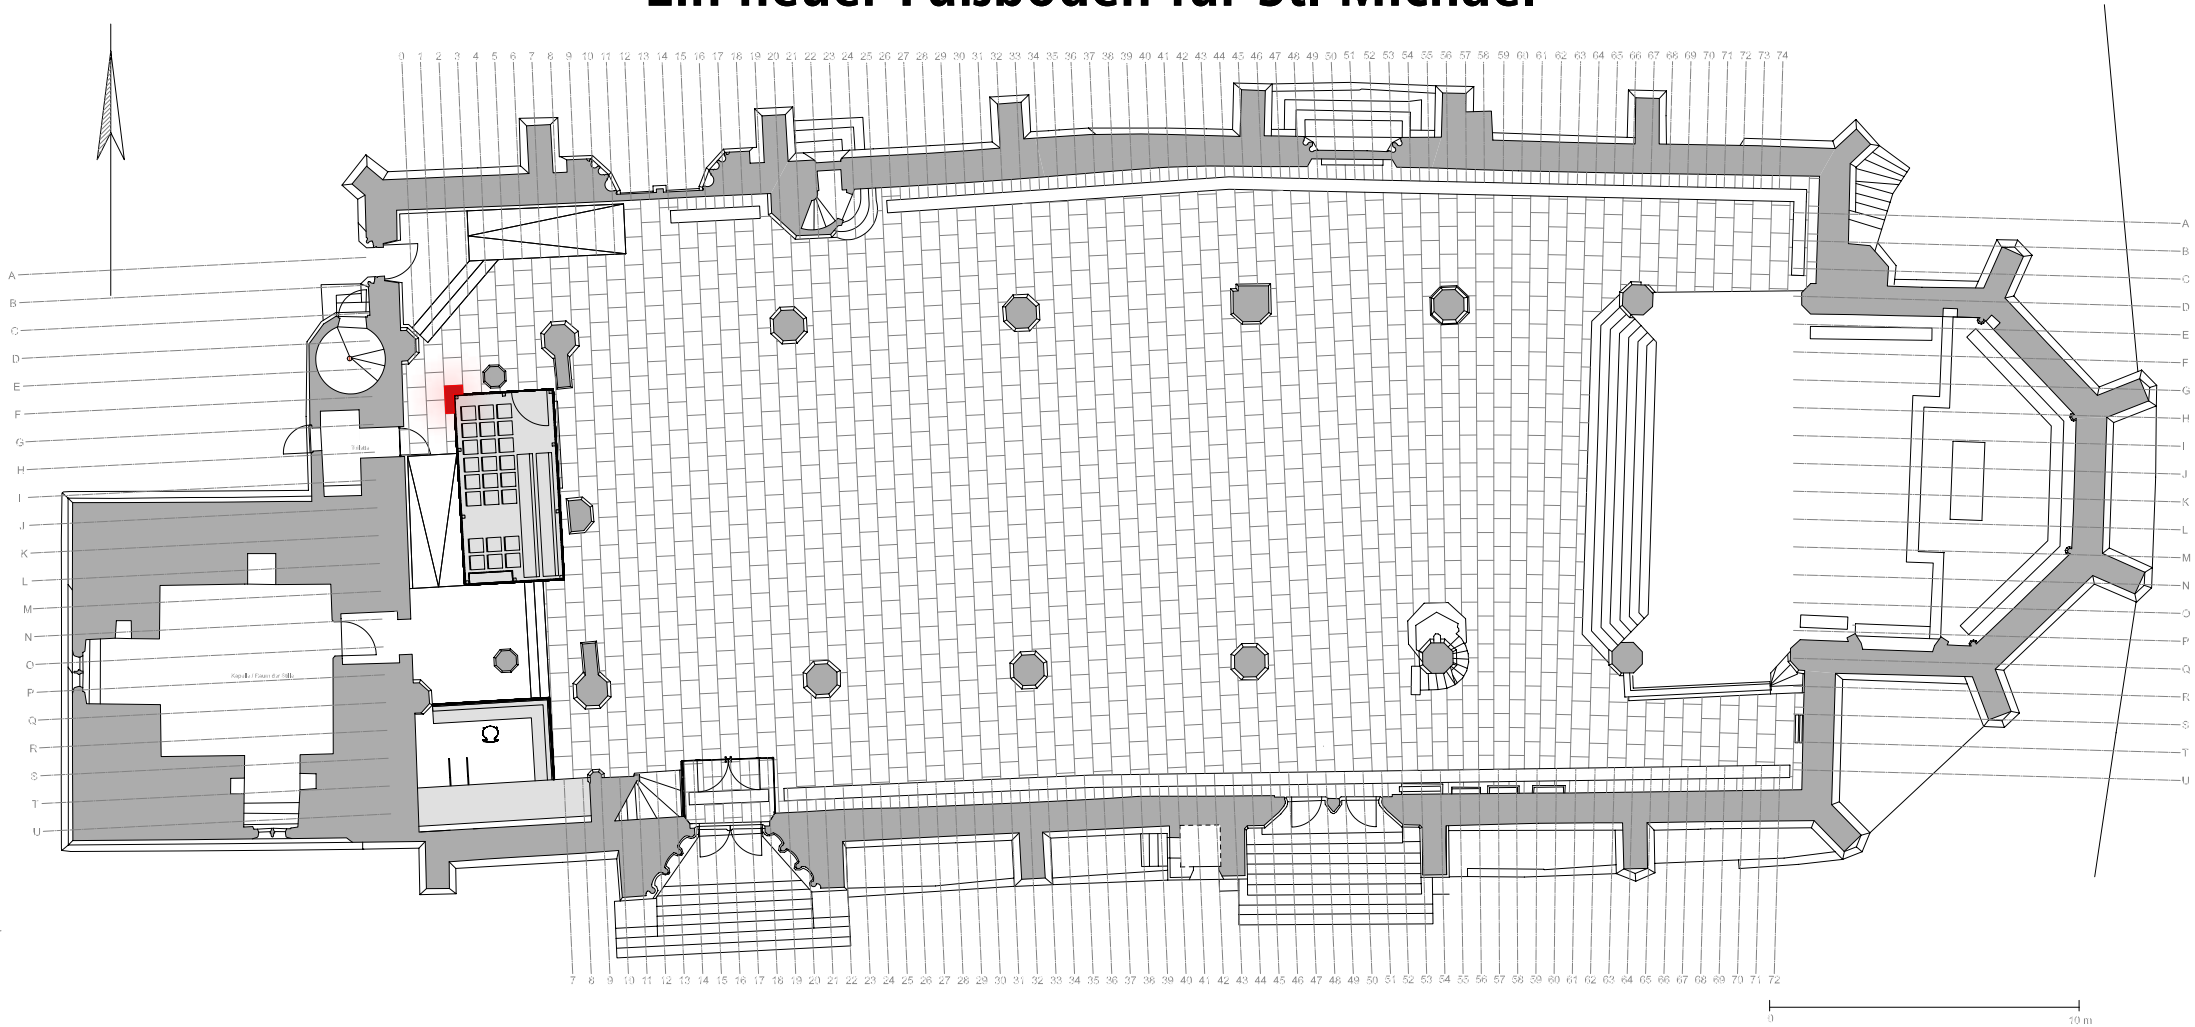 Ein neuer Fußboden für St. Michael
0 1 2 3 4 5 6 7 8 9 10 11 12 13 14 15 16 17 18 19 20 21 22 23 24 25 26 27 28 29 30 31 32 33 34 35 36 37 38 39 40 41 42 43 44 45 46 47 48 49 50 51 52 53 54 55 56 57 58 59 60 61 62 63 64 65 66 67 68 69 70 71 72 73 74
A
B
C
D
E
F
G
H
I
J
K
L
M
N
O
P
Q
R
S
T
U
A
B
C
D
E
F
G
H
I
J
K
L
M
N
O
P
Q
R
S
T
U
Kapelle / Raum der Stille
7 8 9 10 11 12 13 14 15 16 17 18 19 20 21 22 23 24 25 26 27 28 29 30 31 32 33 34 35 36 37 38 39 40 41 42 43 44 45 46 47 48 49 50 51 52 53 54 55 56 57 58 59 60 61 62 63 64 65 66 67 68 69 70 71 72
0 10 m